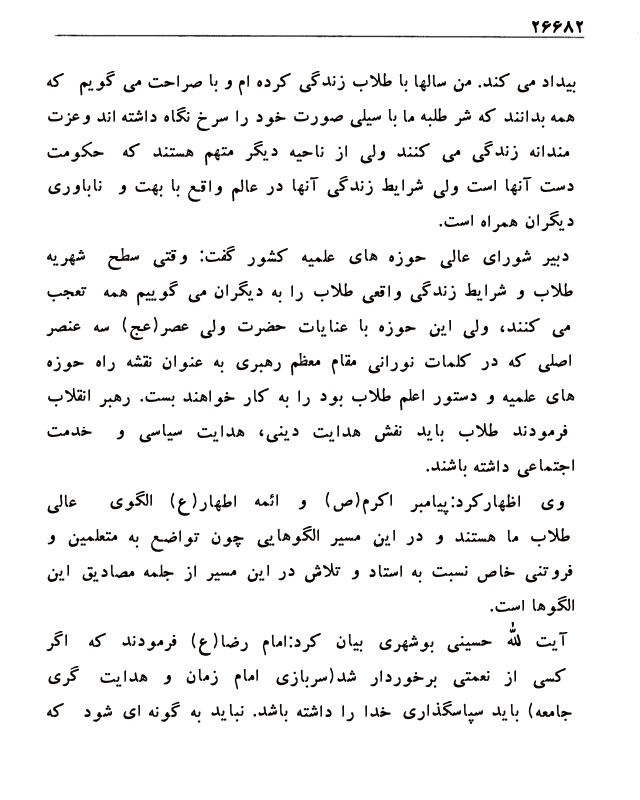 ۲۶۶۸۲
بیداد می کند. من سالها با طلاب زندگی کرده ام و با صراحت می گویم که
همه بدانند که شر طلبه ما با سیلی صورت خود را سرخ نگاه داشته اند وعزت
مندانه زندگی می کنند ولی از ناحیه دیگر متهم هستند که حکومت
دست آنها است ولی شرایط زندگی آنها در عالم واقع با بهت و ناباوری
دیگران همراه است.
دبیر شورای عالی حوزه های علمیه کشور گفت: وقتی سطح شهریه
طلاب و شرایط زندگی واقعی طلاب را به دیگران می گوییم همه تعجب
می کنند، ولی این حوزه با عنایات حضرت ولی عصر(عج) سه عنصر
اصلی که در کلمات نورانی مقام معظم رهبری به عنوان نقشه راه حوزه
های علمیه و دستور اعلم طلاب بود را به کار خواهند بست. رهبر انقلاب
فرمودند طلاب باید نقش هدایت دینی، هدایت سیاسی و خدمت
اجتماعی داشته باشند.
وی اظهارکرد:پیامبر اکرم(ص) و ائمه اطهار(ع) الگوی عالی
طلاب ما هستند و در این مسیر الگوهایی چون تواضع به متعلمین و
فروتنی خاص نسبت به استاد و تلاش در این مسیر از جلمه مصادیق این
الگوها است.
آیت الله حسینی بوشهری بیان کرد:امام رضا(ع) فرمودند که اگر
کسی از نعمتی برخوردار شد(سربازی امام زمان و هدایت گری
جامعه) باید سپاسگذاری خدا را داشته باشد. نباید به گونه ای شود که